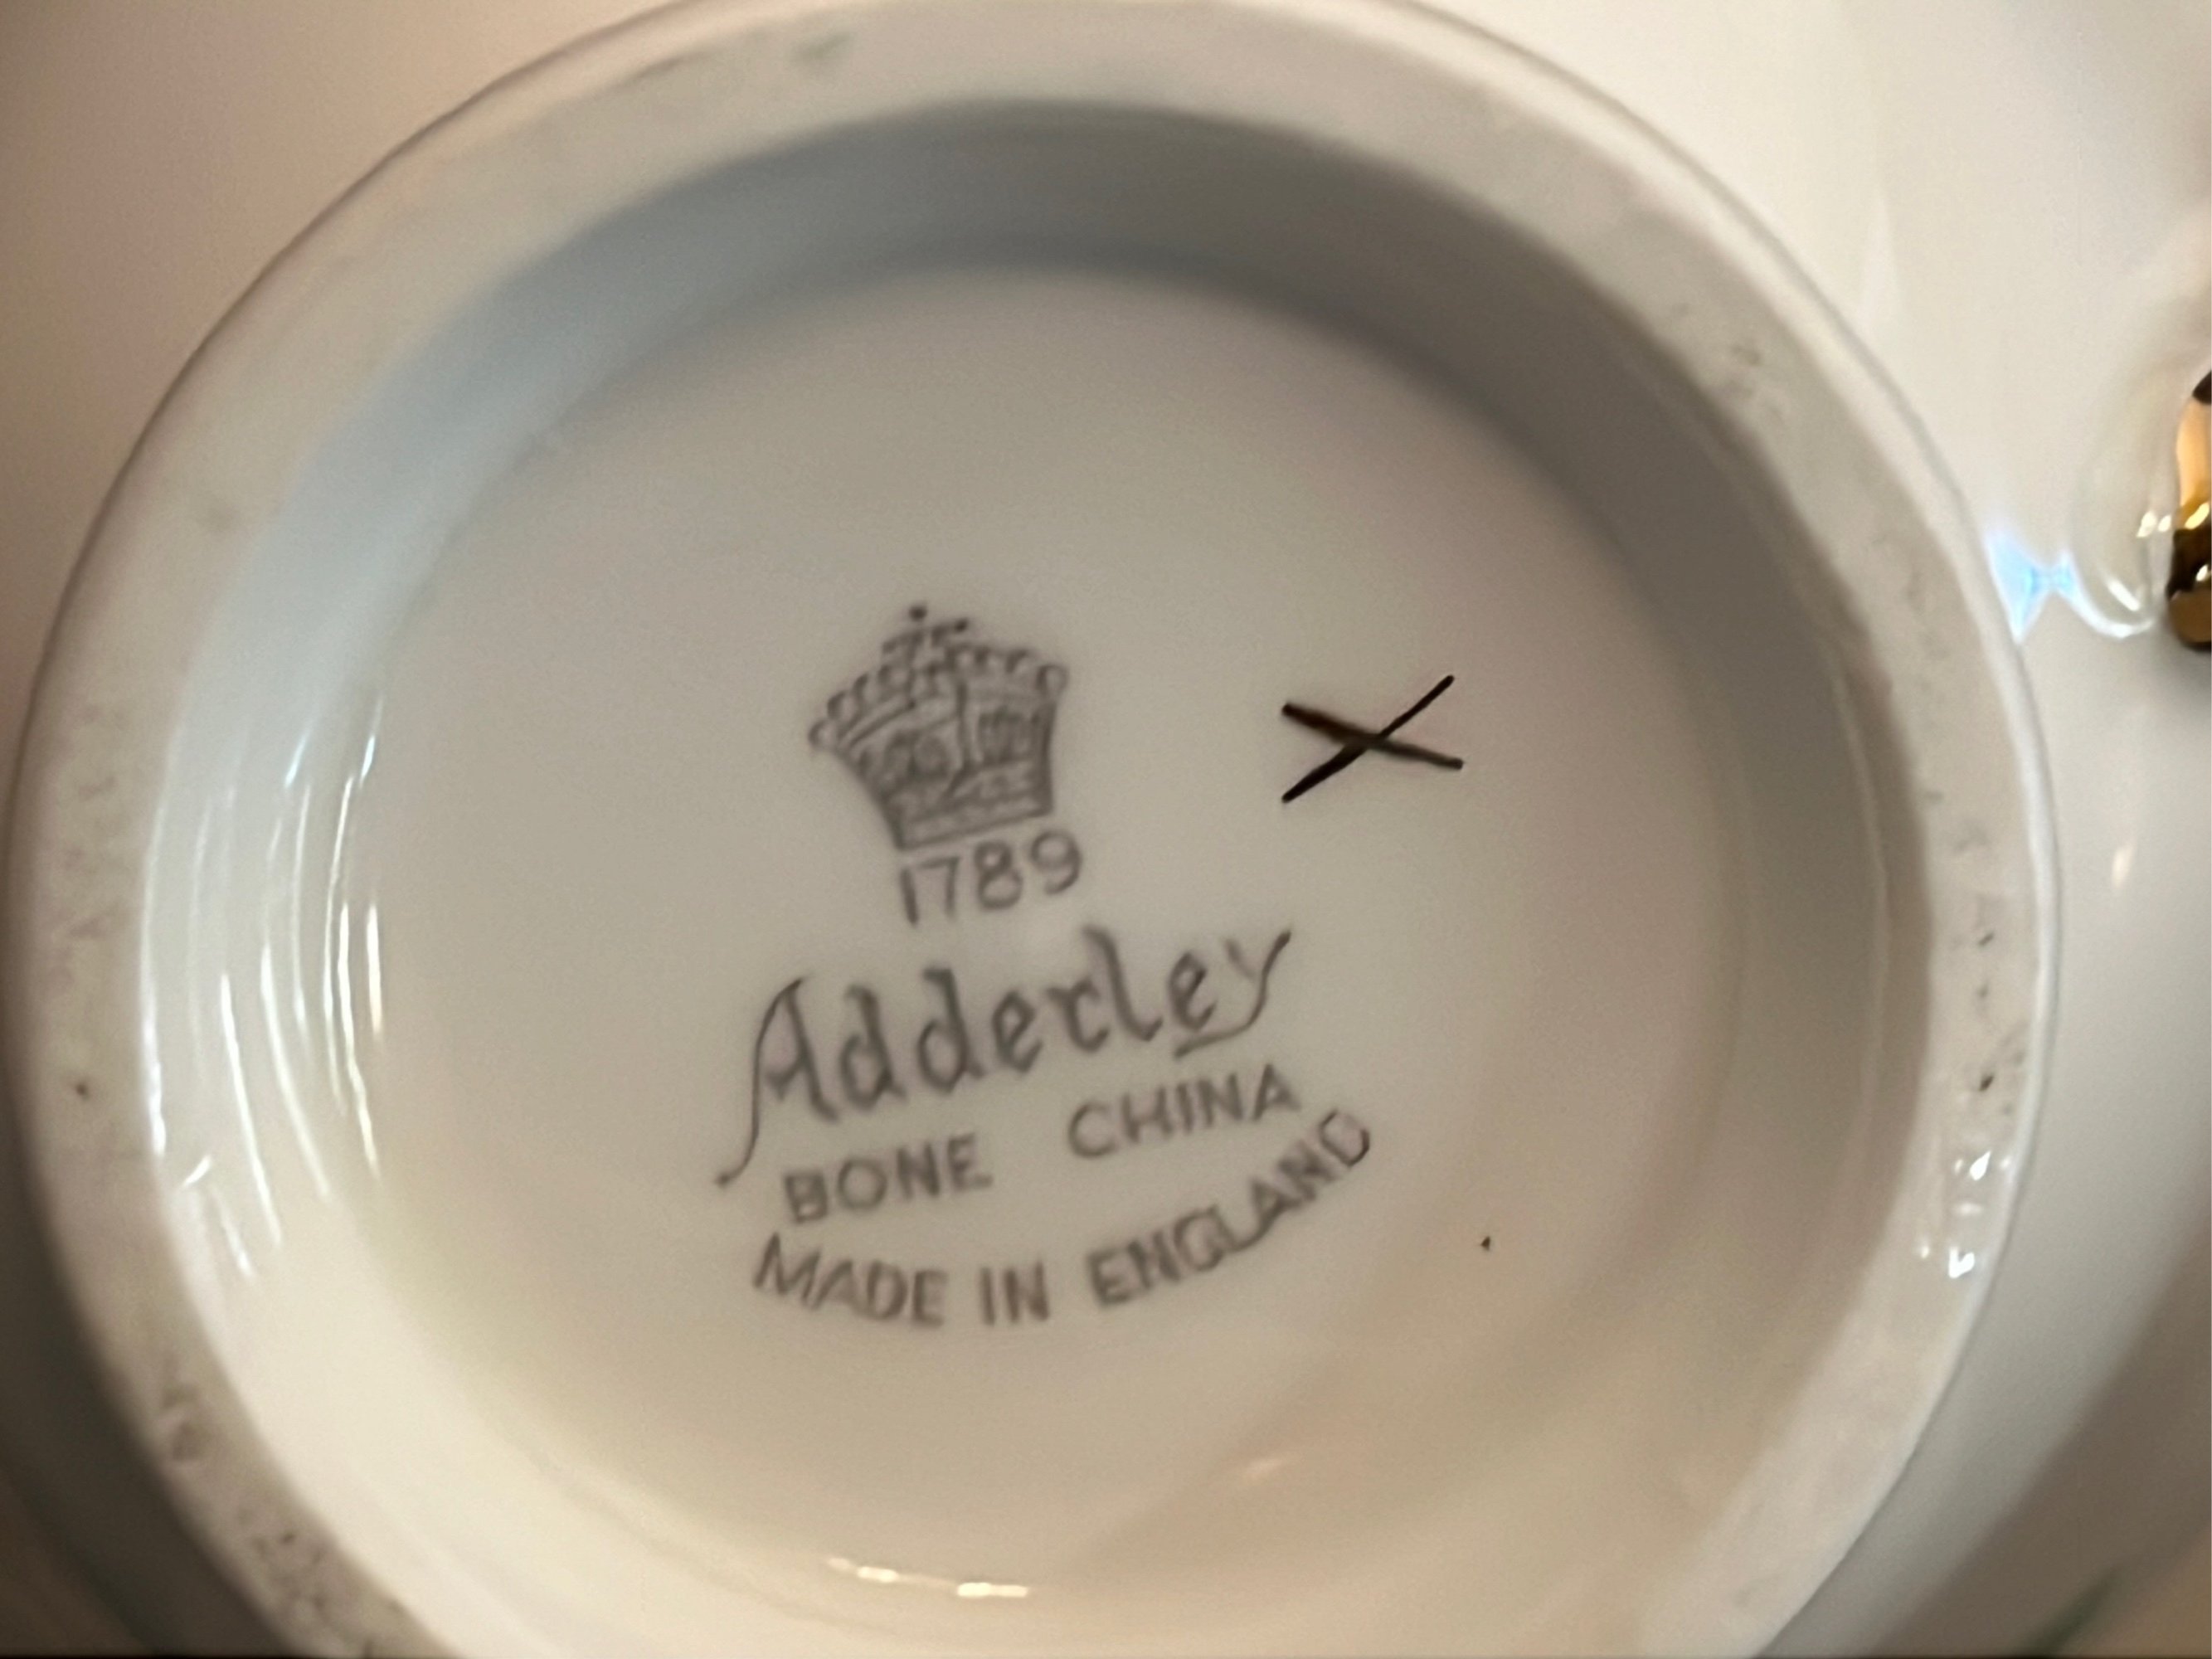 1789
Adderley
BONE CHINA
MADE IN ENGLAND